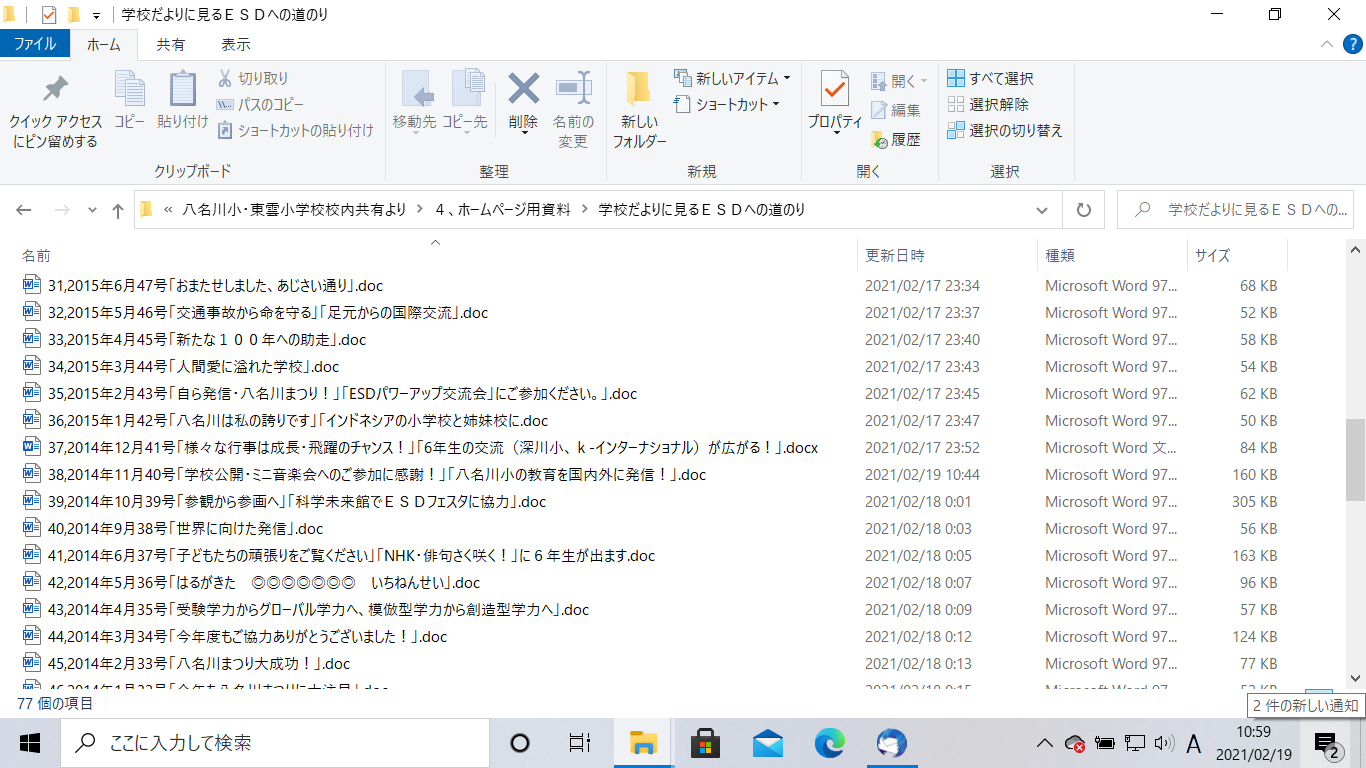 学校だよりに見るＥＳＤへの道のり
ファイル ホーム 共有 表示
クイック アクセスにピン留めする
コピー
貼り付け
切り取り
パスのコピー
ショートカットの貼り付け
クリップボード
移動先
コピー先
削除
名前の変更
整理
新しいフォルダー
新しいアイテム
ショートカット
新規
プロパティ
開く
編集
履歴
開く
すべて選択
選択解除
選択の切り替え
選択
« 八名川小・東雲小学校校内共有より › ４、ホームページ用資料 › 学校だよりに見るＥＳＤへの道のり
学校だよりに見るＥＳＤへの...
名前 更新日時 種類 サイズ
31,2015年6月47号「おまたせしました、あじさい通り」.doc 2021/02/17 23:34 Microsoft Word 97... 68 KB
32,2015年5月46号「交通事故から命を守る」「足元からの国際交流」.doc 2021/02/17 23:37 Microsoft Word 97... 52 KB
33,2015年4月45号「新たな１００年への助走」.doc 2021/02/17 23:40 Microsoft Word 97... 58 KB
34,2015年3月44号「人間愛に溢れた学校」.doc 2021/02/17 23:43 Microsoft Word 97... 54 KB
35,2015年2月43号「自ら発信・八名川まつり！」「ESDパワーアップ交流会」にご参加ください。」.doc 2021/02/17 23:45 Microsoft Word 97... 62 KB
36,2015年1月42号「八名川は私の誇りです」「インドネシアの小学校と姉妹校に.doc 2021/02/17 23:47 Microsoft Word 97... 50 KB
37,2014年12月41号「様々な行事は成長・飛躍のチャンス！」「6年生の交流（深川小、ｋ-インターナショナル）が広がる！」.docx 2021/02/17 23:52 Microsoft Word 文... 84 KB
38,2014年11月40号「学校公開・ミニ音楽会へのご参加に感謝！」「八名川小の教育を国内外に発信！」.doc 2021/02/19 10:44 Microsoft Word 97... 160 KB
39,2014年10月39号「参観から参画へ」「科学未来館でＥＳＤフェスタに協力」.doc 2021/02/18 0:01 Microsoft Word 97... 305 KB
40,2014年9月38号「世界に向けた発信」.doc 2021/02/18 0:03 Microsoft Word 97... 56 KB
41,2014年6月37号「子どもたちの頑張りをご覧ください」「NHK・俳句さく咲く！」に６年生が出ます.doc 2021/02/18 0:05 Microsoft Word 97... 163 KB
42,2014年5月36号「はるがきた　◎◎◎◎◎◎◎　いちねんせい」.doc 2021/02/18 0:07 Microsoft Word 97... 96 KB
43,2014年4月35号「受験学力からグローバル学力へ、模倣型学力から創造型学力へ」.doc 2021/02/18 0:09 Microsoft Word 97... 57 KB
44,2014年3月34号「今年度もご協力ありがとうございました！」.doc 2021/02/18 0:12 Microsoft Word 97... 124 KB
45,2014年2月33号「八名川まつり大成功！」.doc 2021/02/18 0:13 Microsoft Word 97... 77 KB
77 個の項目
2 件の新しい通知
ここに入力して検索
A
10:59
2021/02/19
2